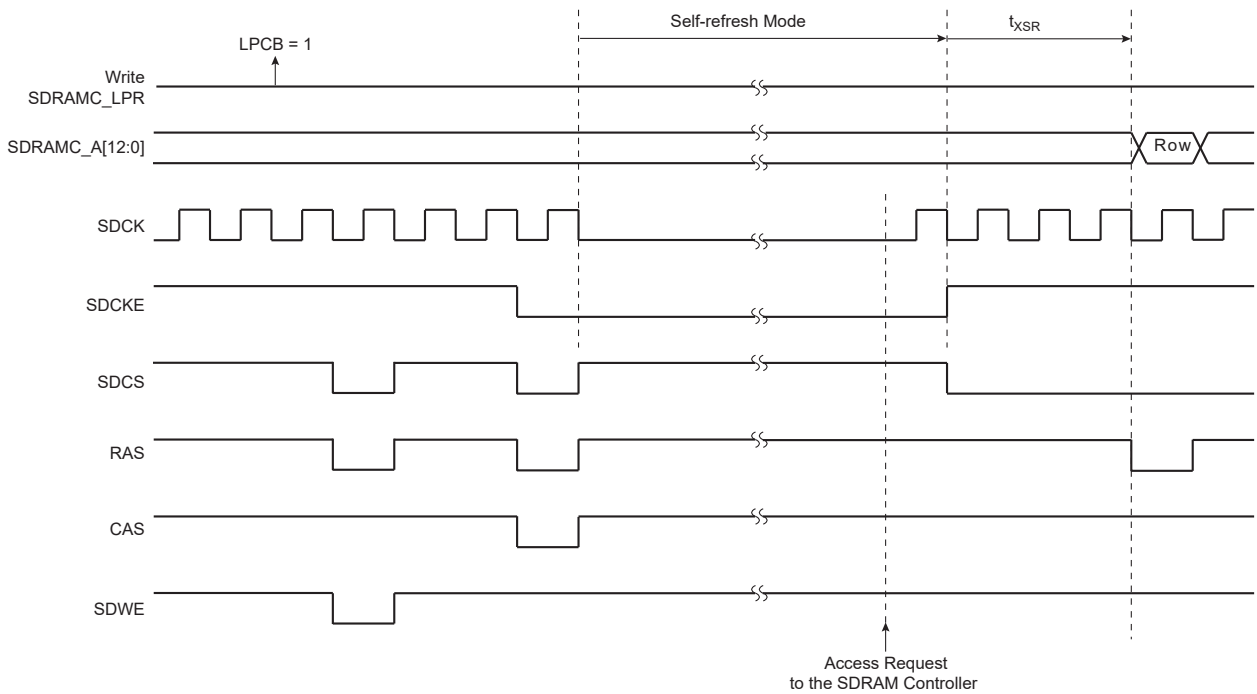 Self-refresh Mode
tXSR
LPCB = 1
Write
SDRAMC_LPR
SDRAMC_A[12:0]
Row
SDCK
SDCKE
SDCS
RAS
CAS
SDWE
Access Request
to the SDRAM Controller